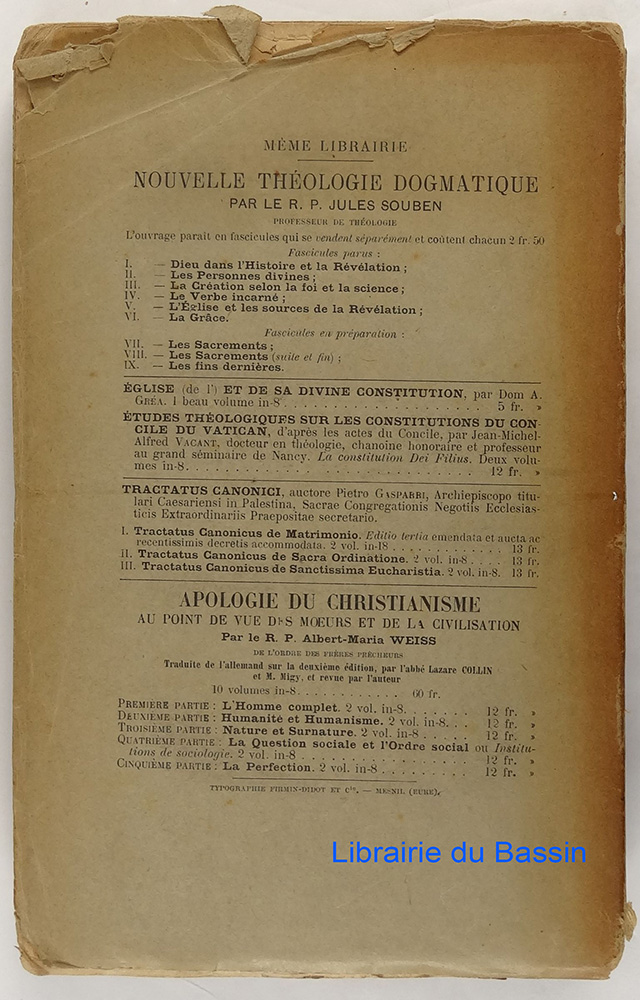 MÊME LIBRAIRIE
NOUVELLE THÉOLOGIE DOGMATIQUE
PAR LE R. P. JULES SOUBEN
PROFESSEUR DE THÉOLOGIE
L'ouvrage paraît en fascicules qui se vendent séparément et coûtent chacun 2 fr. 50
Fascicules parus :
I. — Dieu dans l'Histoire et la Révélation ;
II. — Les Personnes divines ;
III. — La Création selon la foi et la science ;
IV. — Le Verbe incarné ;
V. — L'Église et les sources de la Révélation ;
VI. — La Grâce.
Fascicules en préparation :
VII. — Les Sacrements ;
VIII. — Les Sacrements (suite et fin) ;
IX. — Les fins dernières.
ÉGLISE (de l') ET DE SA DIVINE CONSTITUTION, par Dom A.
GRÉA. 1 beau volume in-8 . . . . . . . . . . . . . . . . . . . 5 fr. »
ÉTUDES THÉOLOGIQUES SUR LES CONSTITUTIONS DU CON-
CILE DU VATICAN, d'après les actes du Concile, par Jean-Michel-
Alfred VACANT, docteur en théologie, chanoine honoraire et professeur
au grand séminaire de Nancy. La constitution Dei Filius. Deux volu-
mes in-8. . . . . . . . . . . . . . . . . . . . . . . . . . . 12 fr. »
TRACTATUS CANONICI, auctore Pietro GASPARRI, Archiepiscopo titu-
lari Caesariensi in Palestina, Sacrae Congregationis Negotiis Ecclesias-
ticis Extraordinariis Praepositae secretario.
I. Tractatus Canonicus de Matrimonio. Editio tertia emendata et aucta ac
recentissimis decretis accommodata. 2 vol. in-18 . . . . . . . . . . . 13 fr.
II. Tractatus Canonicus de Sacra Ordinatione. 2 vol. in-8 . . . . 13 fr.
III. Tractatus Canonicus de Sanctissima Eucharistia. 2 vol. in-8. 13 fr.
APOLOGIE DU CHRISTIANISME
AU POINT DE VUE DES MŒURS ET DE LA CIVILISATION
Par le R. P. Albert-Maria WEISS
DE L'ORDRE DES FRÈRES PRÊCHEURS
Traduite de l'allemand sur la deuxième édition, par l'abbé Lazare COLLIN
et M. Migy, et revue par l'auteur
10 volumes in-8. . . . . . . . . . . 60 fr.
PREMIÈRE PARTIE : L'Homme complet. 2 vol. in-8. . . . . . . 12 fr. »
DEUXIÈME PARTIE : Humanité et Humanisme. 2 vol. in-8. . . 12 fr. »
TROISIÈME PARTIE : Nature et Surnature. 2 vol. in-8 . . . . . 12 fr. »
QUATRIÈME PARTIE : La Question sociale et l'Ordre social ou Institu-
tions de sociologie. 2 vol. in-8 . . . . . . . . . . . . . . . . 12 fr. »
CINQUIÈME PARTIE : La Perfection. 2 vol. in-8 . . . . . . . . . 12 fr. »
TYPOGRAPHIE FIRMIN-DIDOT ET Cie. — MESNIL (EURE).
Librairie du Bassin